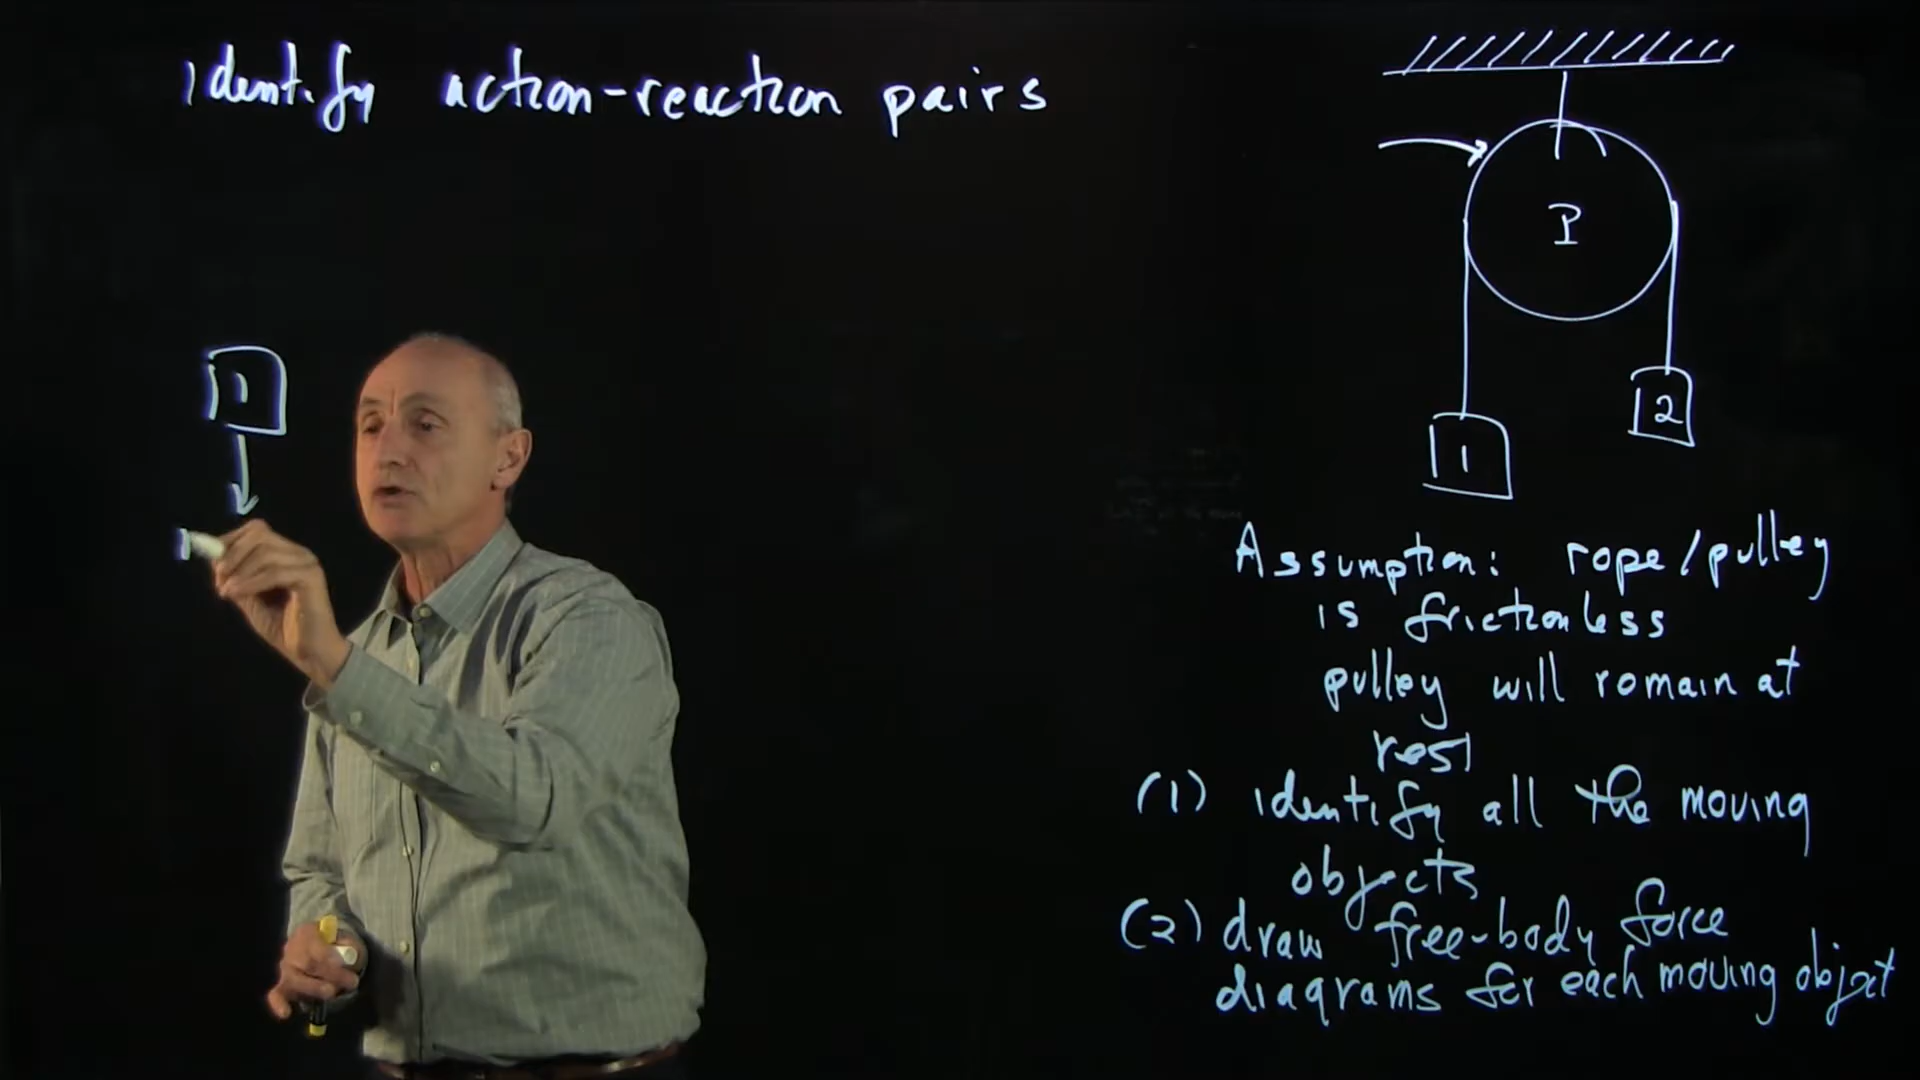 Identify action-reaction pairs
P
2
1
1
Assumption: rope/pulley
is frictionless
pulley will remain at
rest
(1) identify all the moving
objects
(2) draw free-body force
diagrams for each moving object